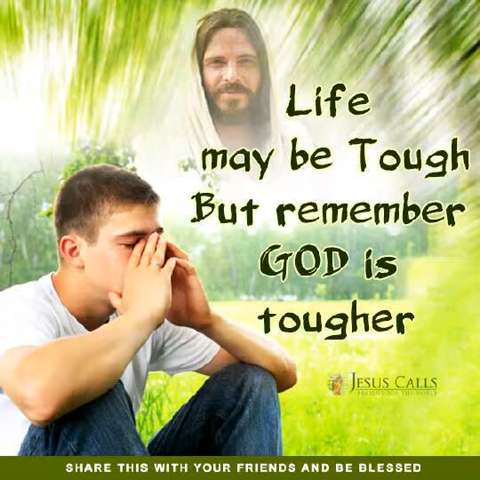 Life
may be Tough
But remember
GOD is
tougher
JESUS CALLS
SHARE THIS WITH YOUR FRIENDS AND BE BLESSED